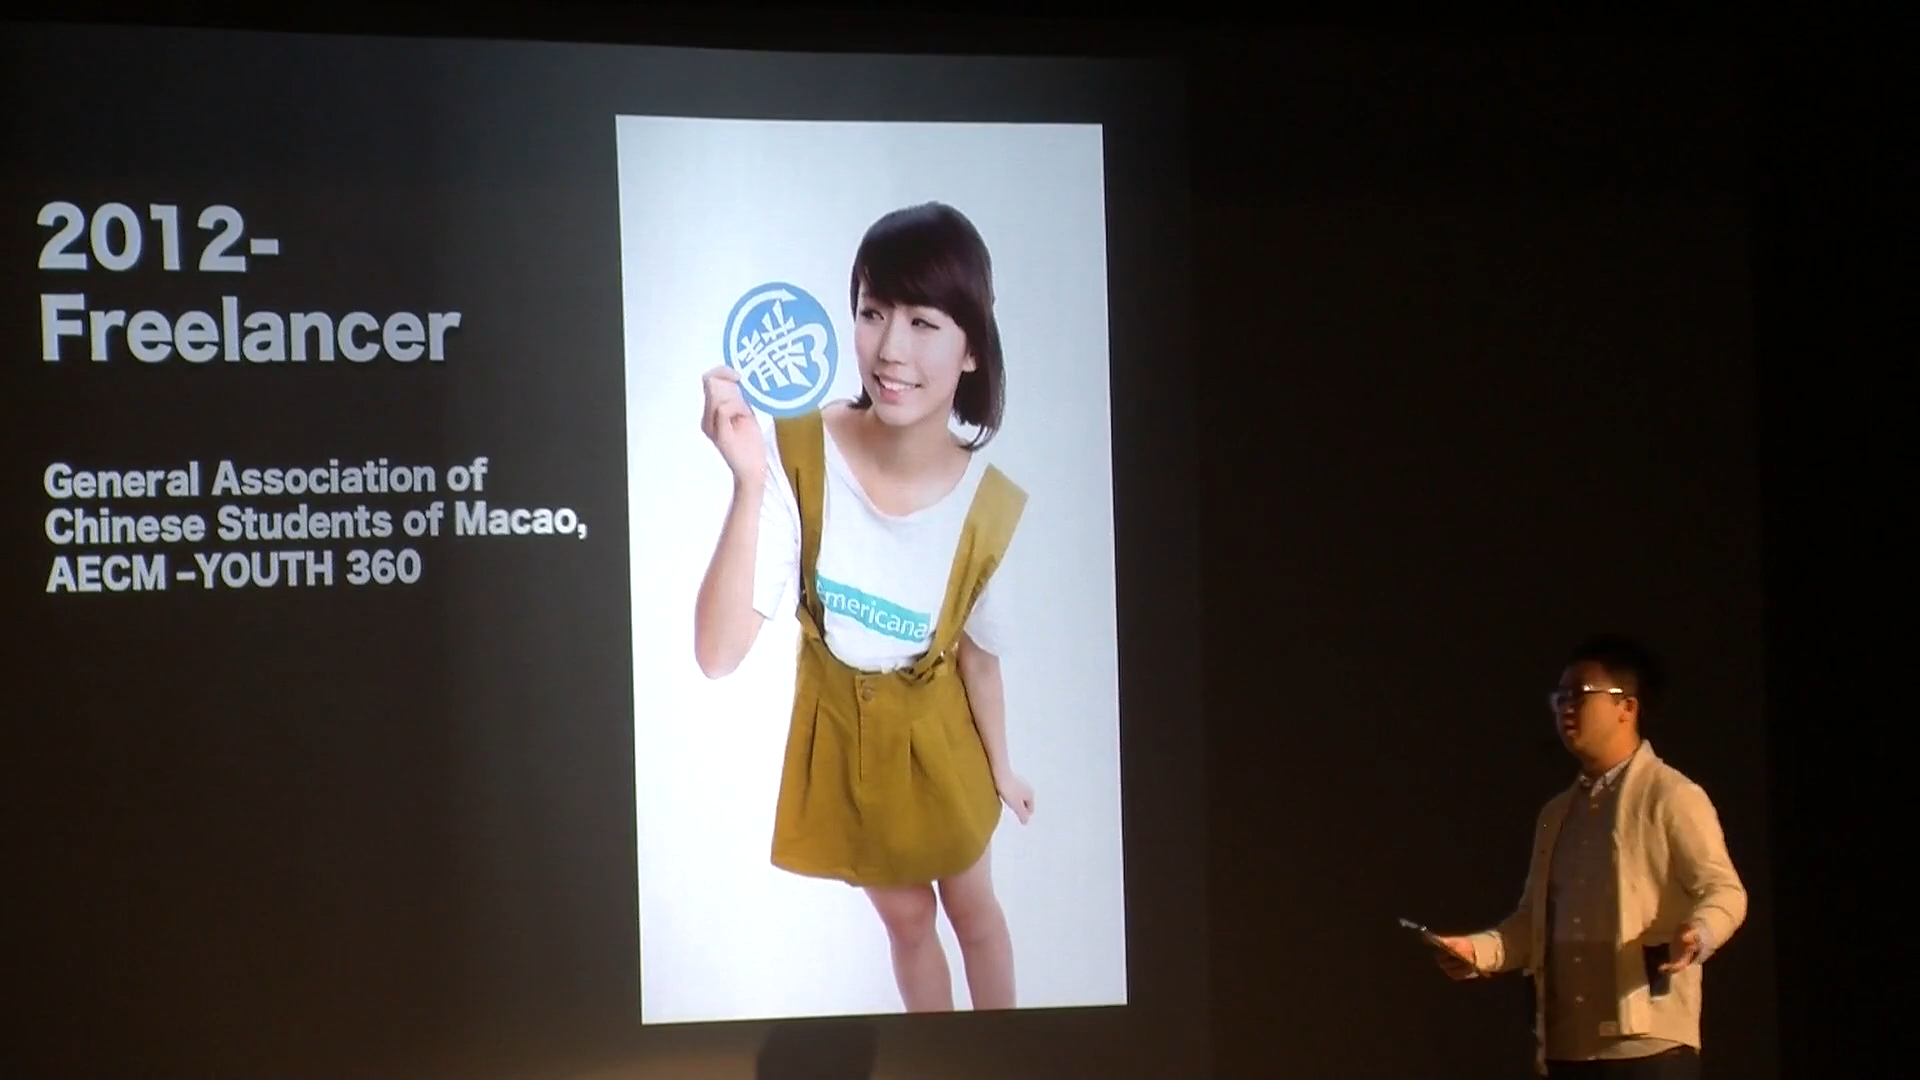 2012-
Freelancer
General Association of
Chinese Students of Macao,
AECM -YOUTH 360
mericana